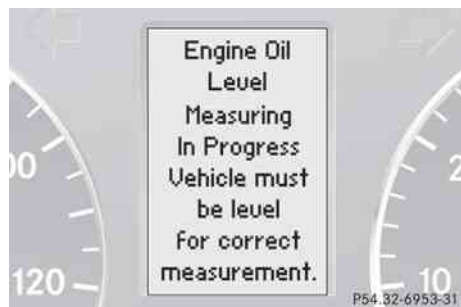 Engine Oil
Level
Measuring
In Progress
Vehicle must
be level
for correct
measurement.
00
120
2
10
P54.32-6953-31